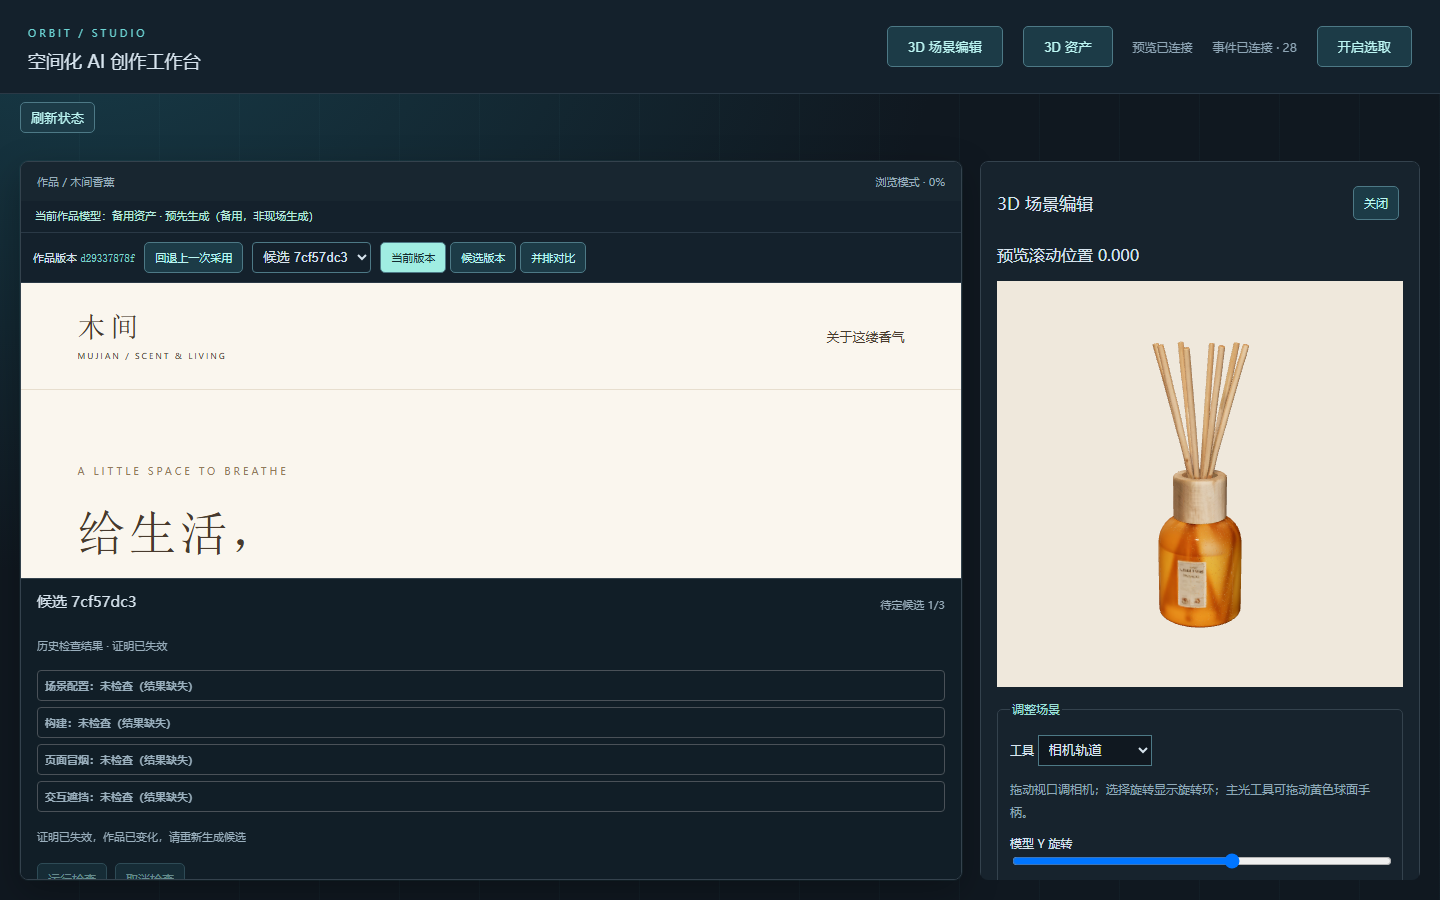 ORBIT / STUDIO
空间化 AI 创作工作台
3D 场景编辑
3D 资产
预览已连接
事件已连接 · 28
开启选取
刷新状态
作品 / 木间香薰
浏览模式 · 0%
当前作品模型：备用资产 · 预先生成（备用，非现场生成）
作品版本 d29337878f
回退上一次采用
候选 7cf57dc3
当前版本
候选版本
并排对比
木间
MUJIAN / SCENT & LIVING
关于这缕香气
A LITTLE SPACE TO BREATHE
给生活，
候选 7cf57dc3
待定候选 1/3
历史检查结果 · 证明已失效
场景配置：未检查（结果缺失）
构建：未检查（结果缺失）
页面冒烟：未检查（结果缺失）
交互遮挡：未检查（结果缺失）
证明已失效，作品已变化，请重新生成候选
运行检查
取消检查
3D 场景编辑
关闭
预览滚动位置 0.000
调整场景
工具
相机轨道
拖动视口调相机；选择旋转显示旋转环；主光工具可拖动黄色球面手
柄。
模型 Y 旋转